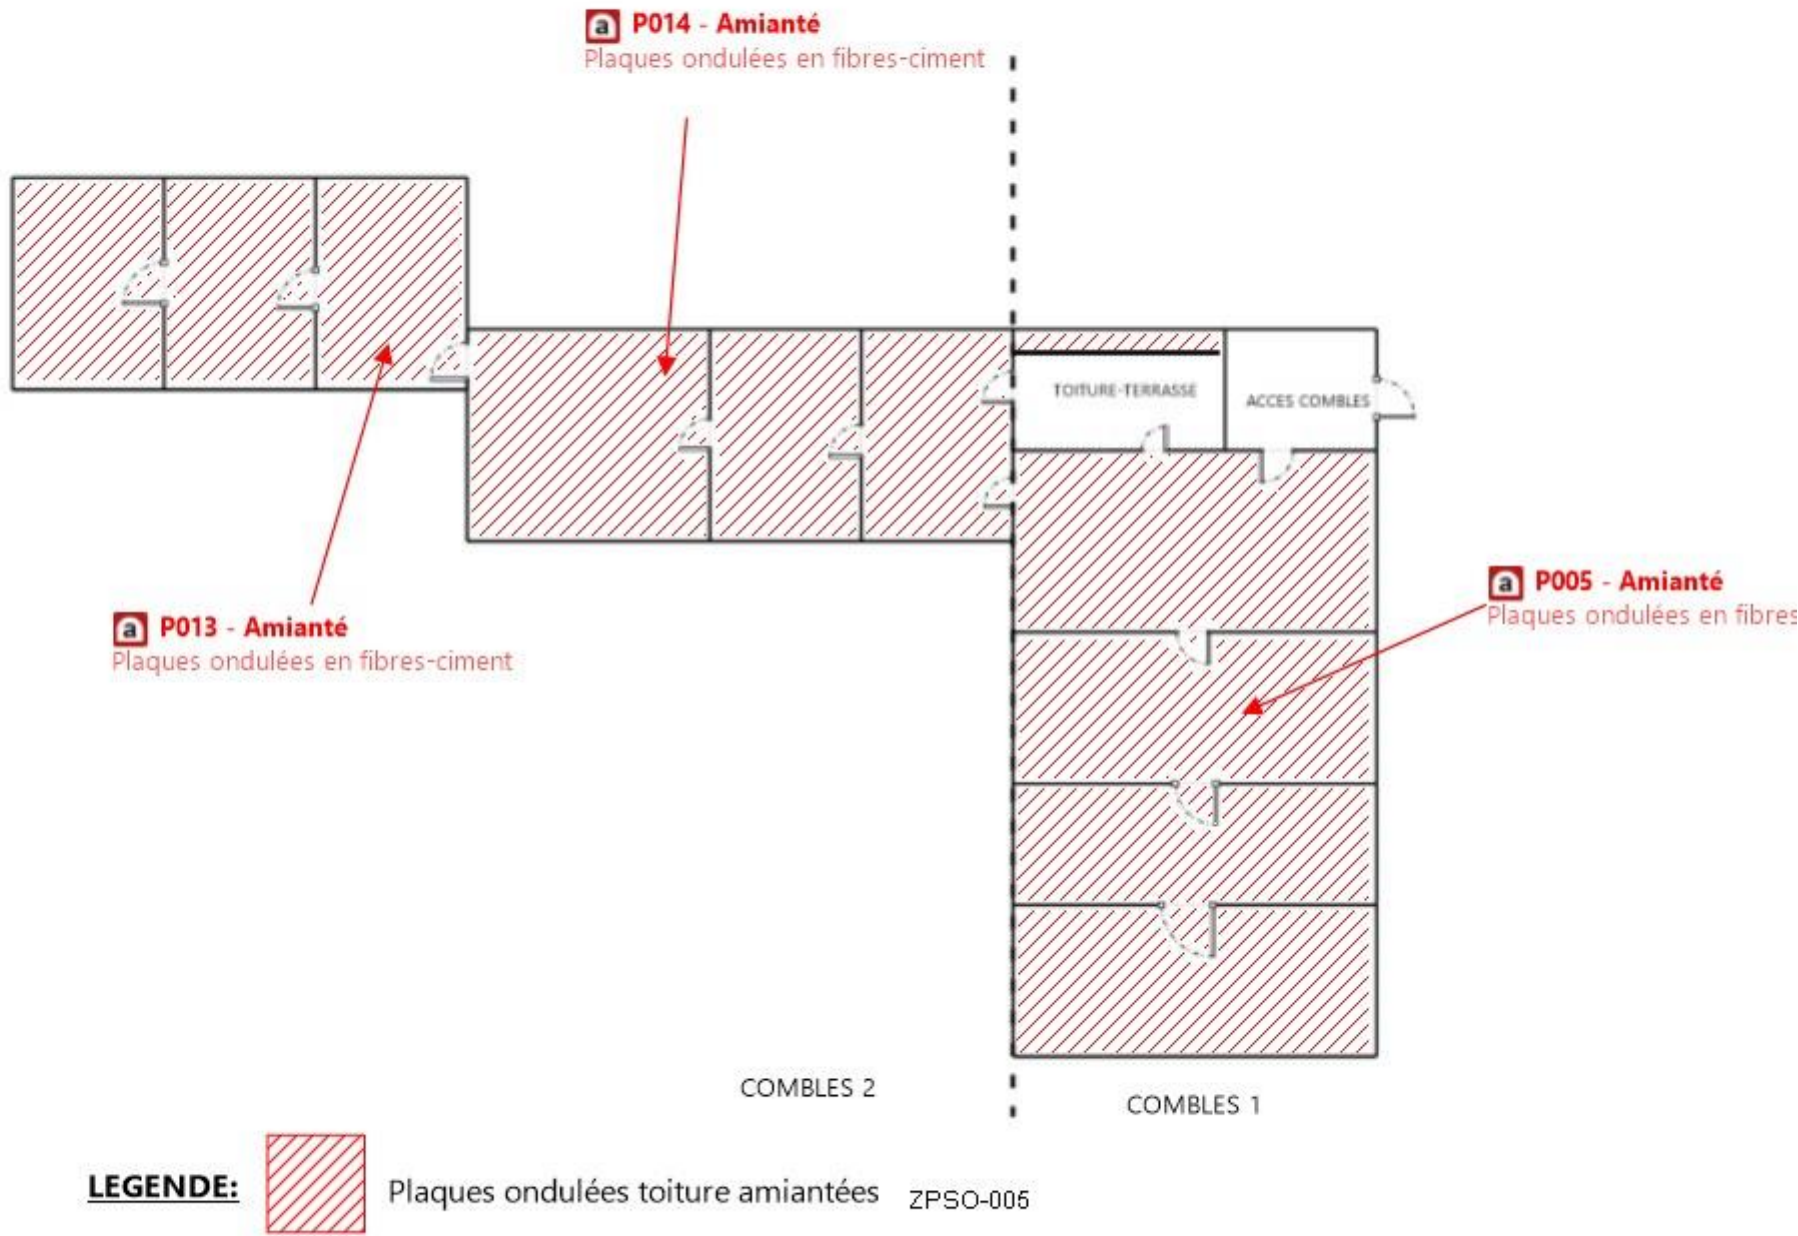 a P014 - Amianté
Plaques ondulées en fibres-ciment
TOITURE-TERRASSE
ACCES COMBLES
a P005 - Amianté
Plaques ondulées en fibres
a P013 - Amianté
Plaques ondulées en fibres-ciment
COMBLES 2
COMBLES 1
LEGENDE:
Plaques ondulées toiture amiantées ZPSO-005